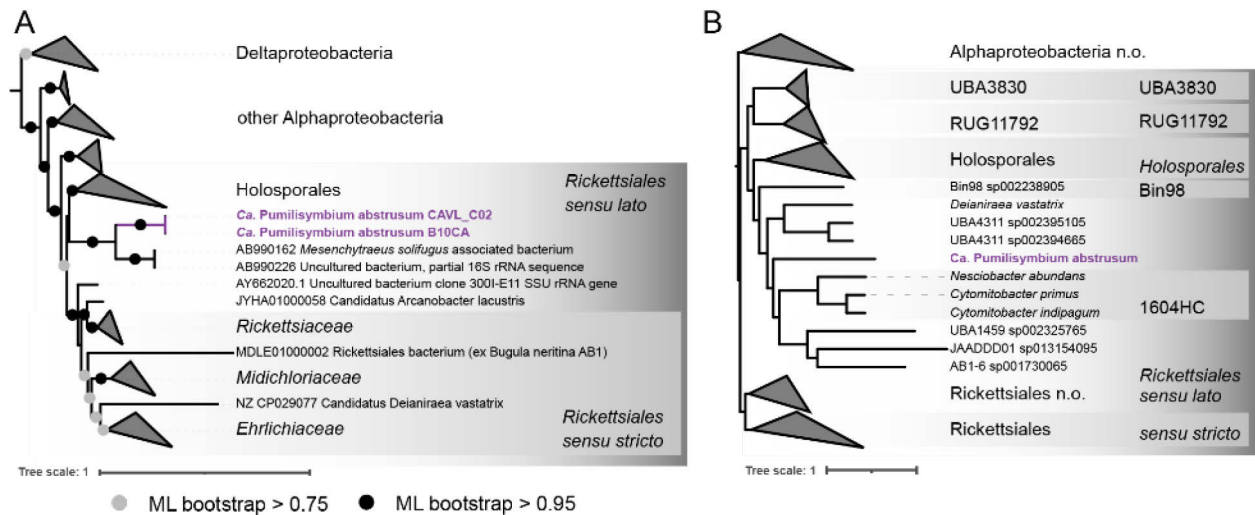 A
Deltaproteobacteria
other Alphaproteobacteria
Holosporales
Rickettsiales
sensu lato
Ca. Pumilisymbium abstrusum CAVL_C02
Ca. Pumilisymbium abstrusum B10CA
AB990162 Mesenchytraeus solifugus associated bacterium
AB990226 Uncultured bacterium, partial 16S rRNA sequence
AY662020.1 Uncultured bacterium clone 300I-E11 SSU rRNA gene
JYHA01000058 Candidatus Arcanobacter lacustris
Rickettsiaceae
MDLE01000002 Rickettsiales bacterium (ex Bugula neritina AB1)
Midichloriaceae
NZ CP029077 Candidatus Deianiraea vastatrix
Ehrlichiaceae
Rickettsiales
sensu stricto
Tree scale: 1
ML bootstrap > 0.75
ML bootstrap > 0.95
B
Alphaproteobacteria n.o.
UBA3830 UBA3830
RUG11792 RUG11792
Holosporales Holosporales
Bin98 sp002238905 Bin98
Deianiraea vastatrix
UBA4311 sp002395105
UBA4311 sp002394665
Ca. Pumilisymbium abstrusum
Nesciobacter abundans
Cytomitobacter primus
Cytomitobacter indipagum
1604HC
UBA1459 sp002325765
JAADDD01 sp013154095
AB1-6 sp001730065
Rickettsiales n.o.
Rickettsiales
sensu lato
Rickettsiales sensu stricto
Tree scale: 1